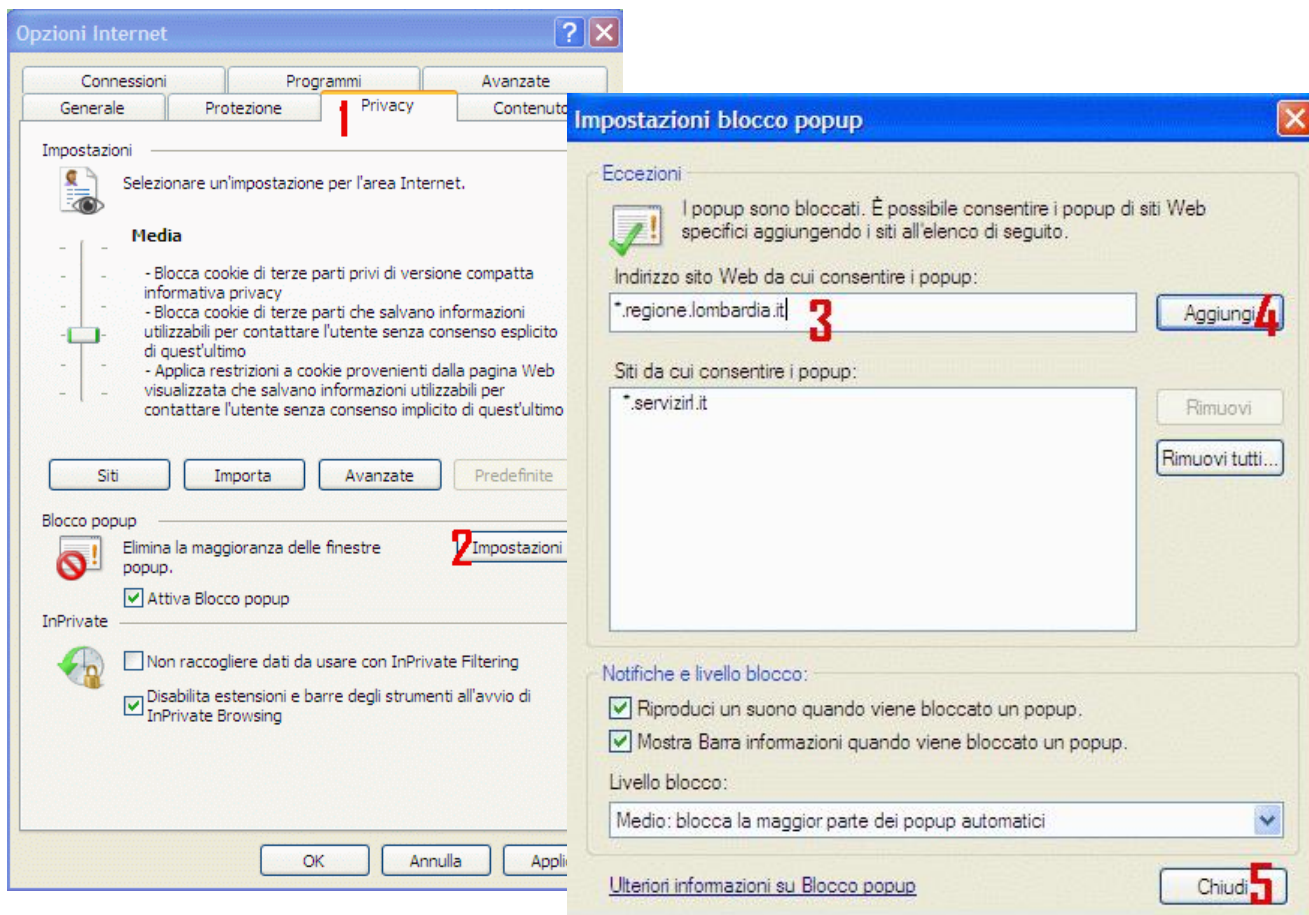 Opzioni Internet
Connessioni Programmi Avanzate
Generale Protezione Privacy Contenuto
1
Impostazioni
Selezionare un'impostazione per l'area Internet.
Media
- Blocca cookie di terze parti privi di versione compatta
informativa privacy
- Blocca cookie di terze parti che salvano informazioni
utilizzabili per contattare l'utente senza consenso esplicito
di quest'ultimo
- Applica restrizioni a cookie provenienti dalla pagina Web
visualizzata che salvano informazioni utilizzabili per
contattare l'utente senza consenso implicito di quest'ultimo
Siti Importa Avanzate Predefinite
Blocco popup
Elimina la maggioranza delle finestre
popup.
2 Impostazioni
Attiva Blocco popup
InPrivate
Non raccogliere dati da usare con InPrivate Filtering
Disabilita estensioni e barre degli strumenti all'avvio di
InPrivate Browsing
OK Annulla Appli
Impostazioni blocco popup
Eccezioni
I popup sono bloccati. È possibile consentire i popup di siti Web
specifici aggiungendo i siti all'elenco di seguito.
Indirizzo sito Web da cui consentire i popup:
*.regione.lombardia.it 3
Aggiungi 4
Siti da cui consentire i popup:
*.servizirl.it
Rimuovi
Rimuovi tutti...
Notifiche e livello blocco:
Riproduci un suono quando viene bloccato un popup.
Mostra Barra informazioni quando viene bloccato un popup.
Livello blocco:
Medio: blocca la maggior parte dei popup automatici
Ulteriori informazioni su Blocco popup
Chiudi 5